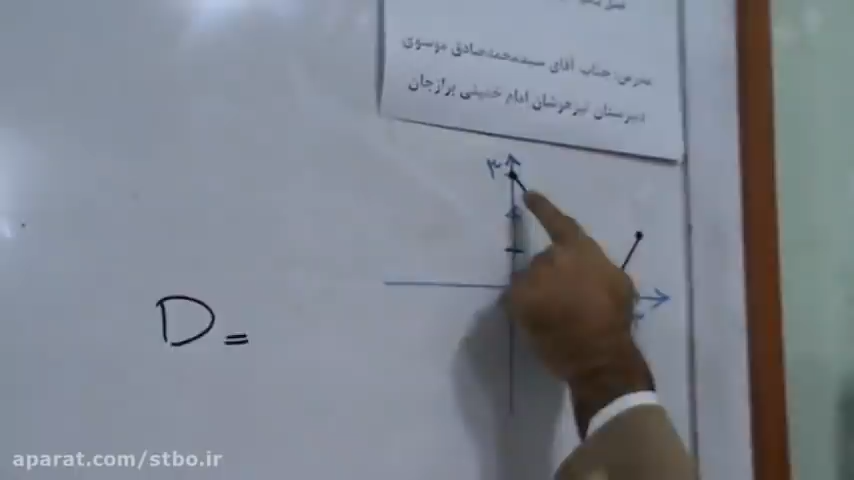 مدرس: جناب آقای سیدمحمدصادق موسوی
دبیرستان تیزهوشان امام خمینی برازجان
۳
D =
aparat.com/stbo.ir